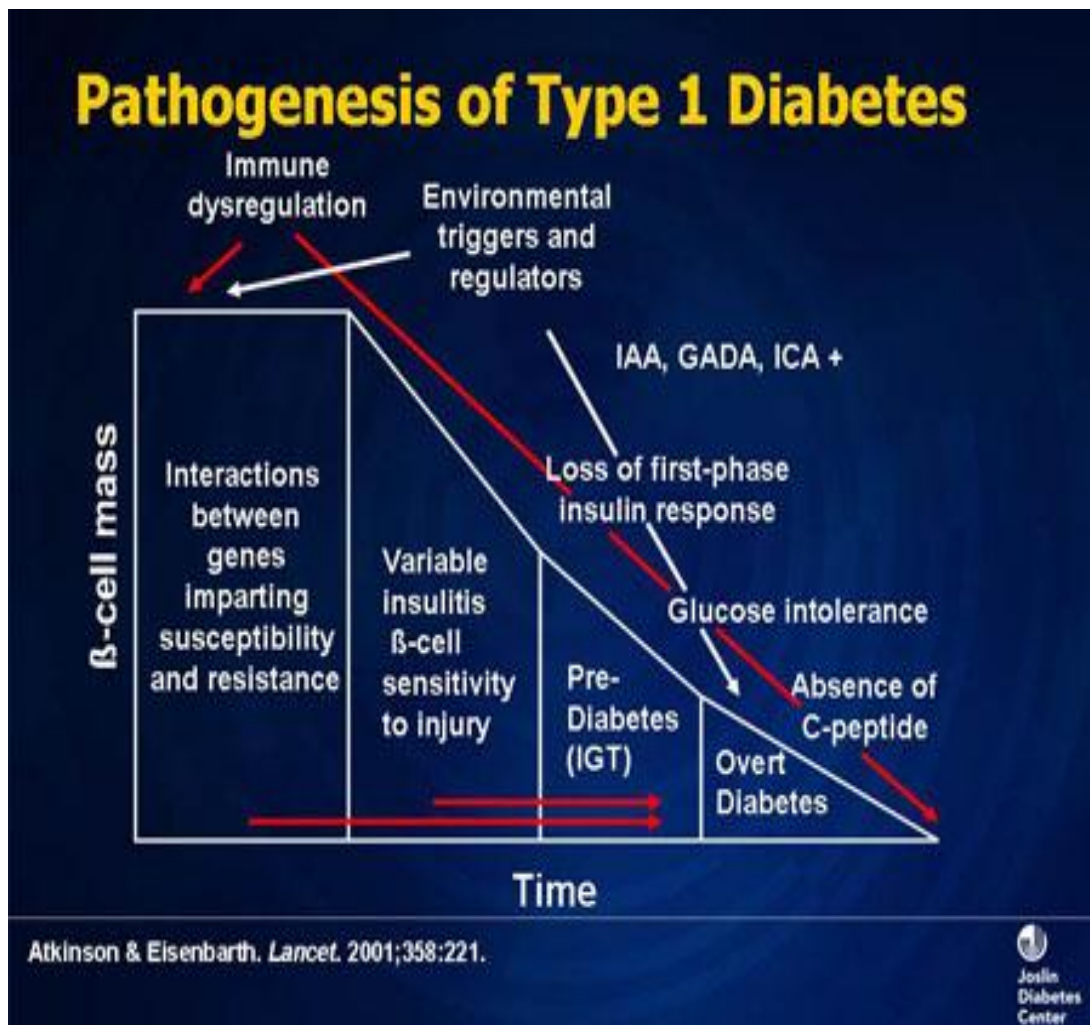 Pathogenesis of Type 1 Diabetes
Immune
dysregulation
Environmental
triggers and
regulators
IAA, GADA, ICA +
ß-cell mass
Interactions
between
genes
imparting
susceptibility
and resistance
Variable
insulitis
ß-cell
sensitivity
to injury
Loss of first-phase
insulin response
Glucose intolerance
Pre-
Diabetes
(IGT)
Absence of
C-peptide
Overt
Diabetes
Time
Atkinson & Eisenbarth. Lancet. 2001;358:221.
Joslin
Diabetes
Center